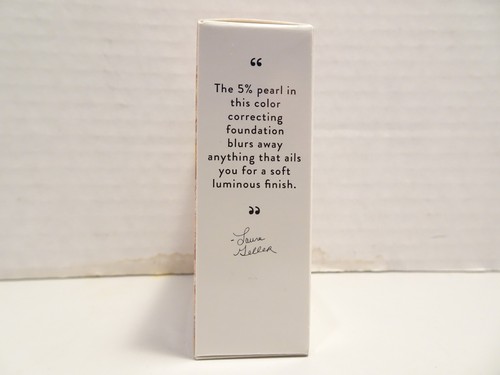 “
The 5% pearl in
this color
correcting
foundation
blurs away
anything that ails
you for a soft
luminous finish.
”
-Laura
Geller